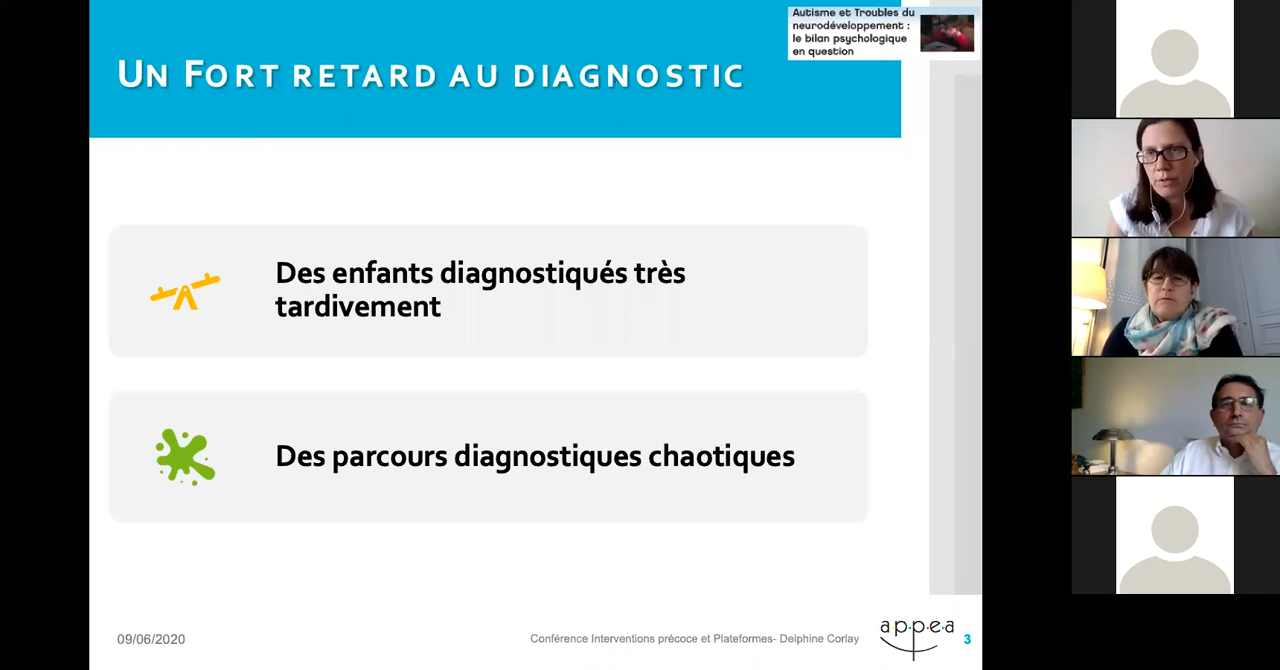 Autisme et Troubles du
neurodéveloppement :
le bilan psychologique
en question
Un Fort retard au diagnostic
Des enfants diagnostiqués très
tardivement
Des parcours diagnostiques chaotiques
09/06/2020
Conférence Interventions précoce et Plateformes- Delphine Corlay
a·p·p·e·a
3